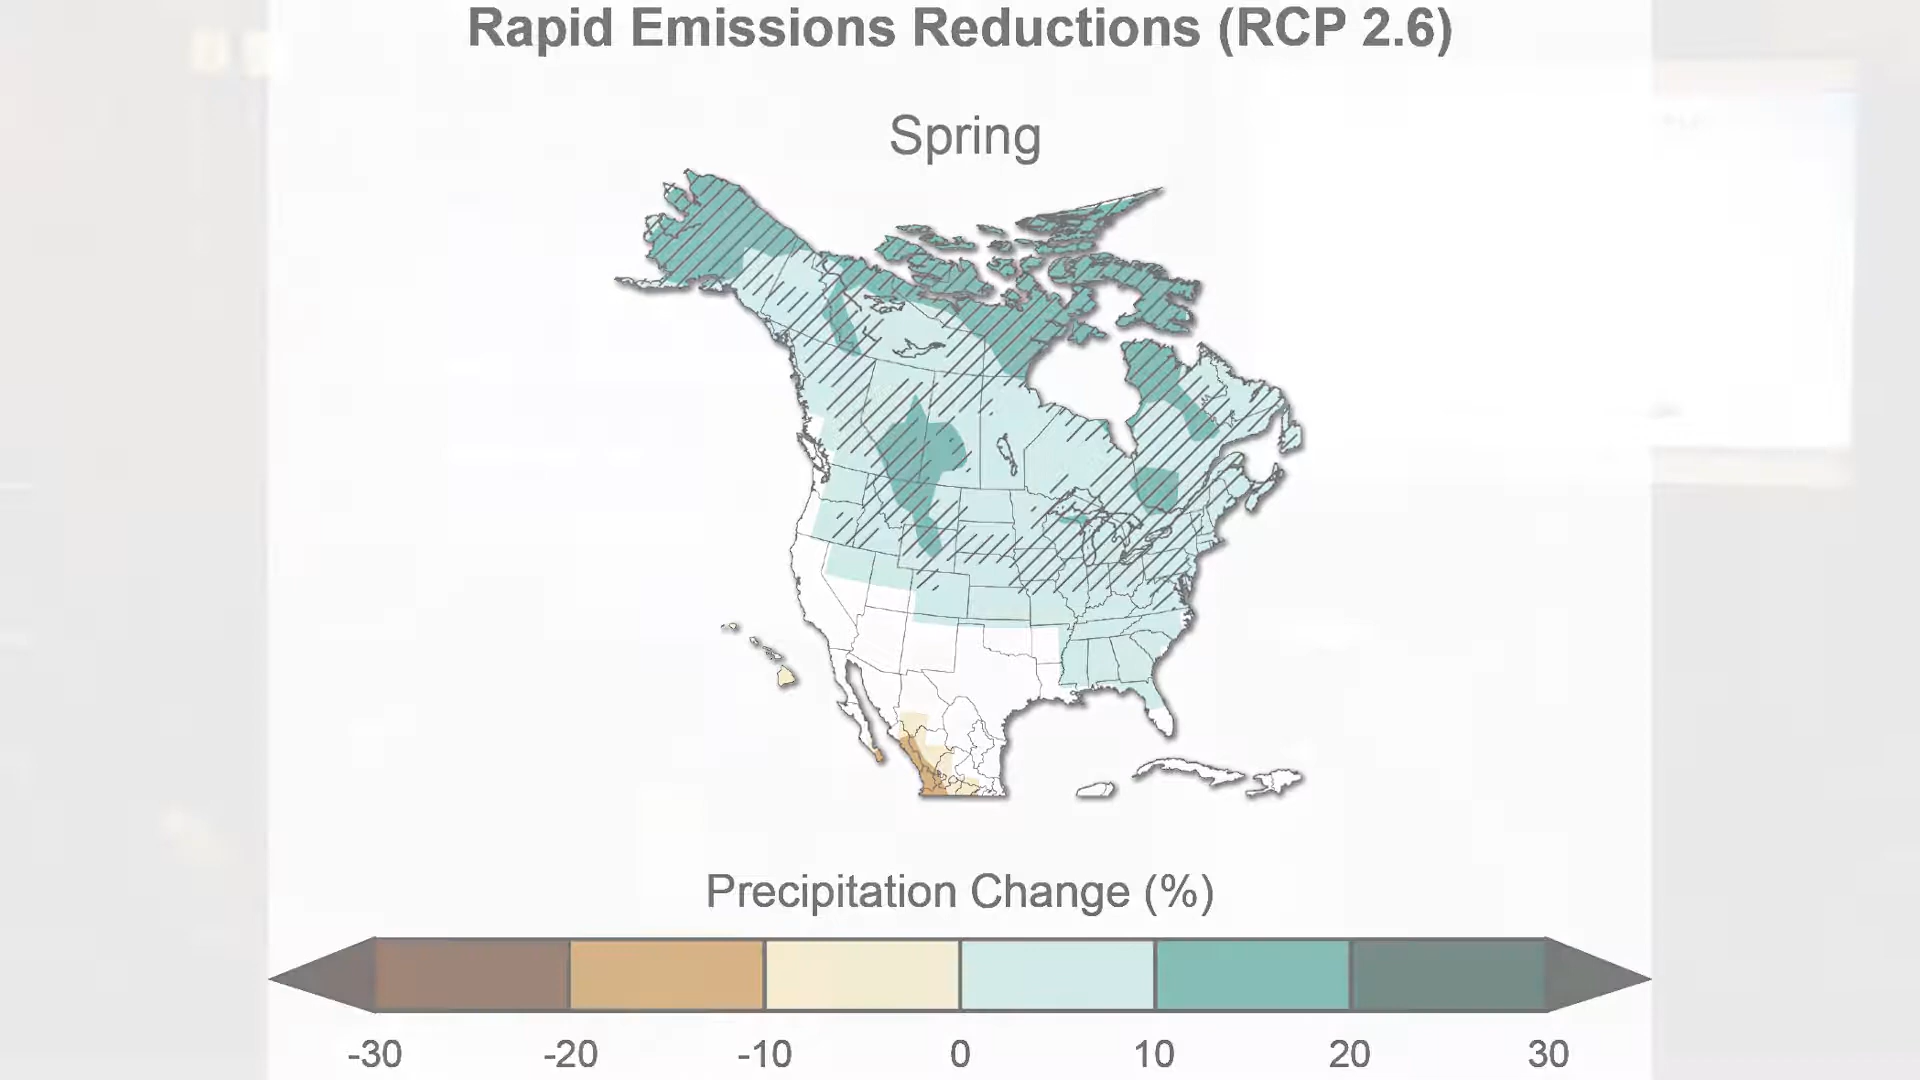 Rapid Emissions Reductions (RCP 2.6)
Spring
Precipitation Change (%)
-30 -20 -10 0 10 20 30